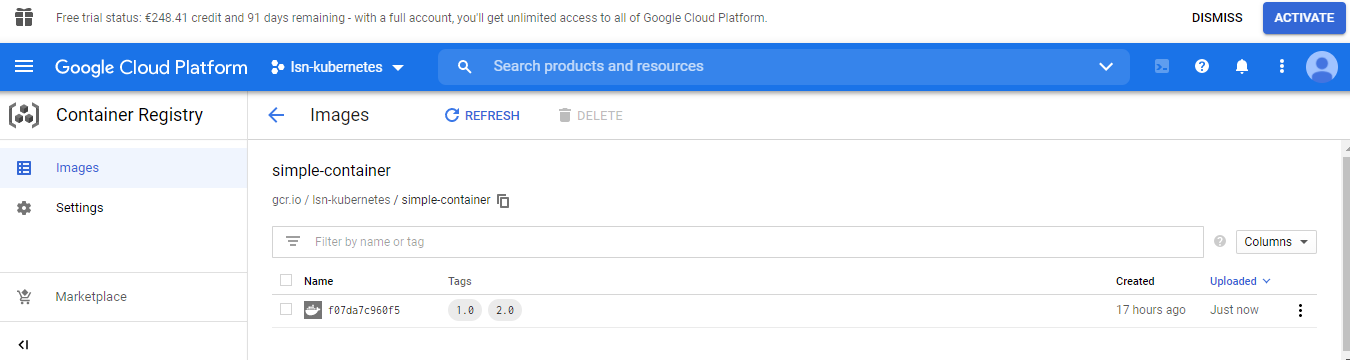 Free trial status: €248.41 credit and 91 days remaining - with a full account, you'll get unlimited access to all of Google Cloud Platform.
DISMISS
ACTIVATE
Google Cloud Platform
lsn-kubernetes
Search products and resources
Container Registry
Images
REFRESH
DELETE
Images
Settings
Marketplace
simple-container
gcr.io / lsn-kubernetes / simple-container
Filter by name or tag
Columns
Name Tags Created Uploaded
f07da7c960f5 1.0 2.0 17 hours ago Just now